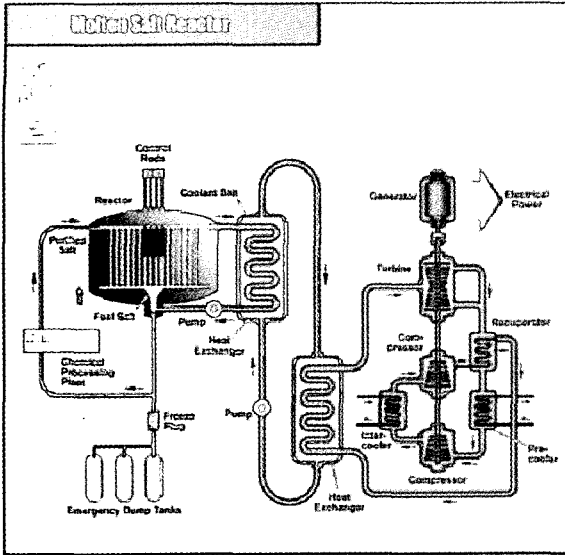 Molten Salt Reactor
Control
Rods
Reactor
Coolant Salt
Generator
Electrical
Power
Purified
Salt
Turbine
Fuel Salt
Pump
Heat
Exchanger
Recuperator
Com-
pressor
Chemical
Processing
Plant
Freeze
Plug
Pump
Inter-
cooler
Pre-
cooler
Compressor
Heat
Exchanger
Emergency Dump Tanks